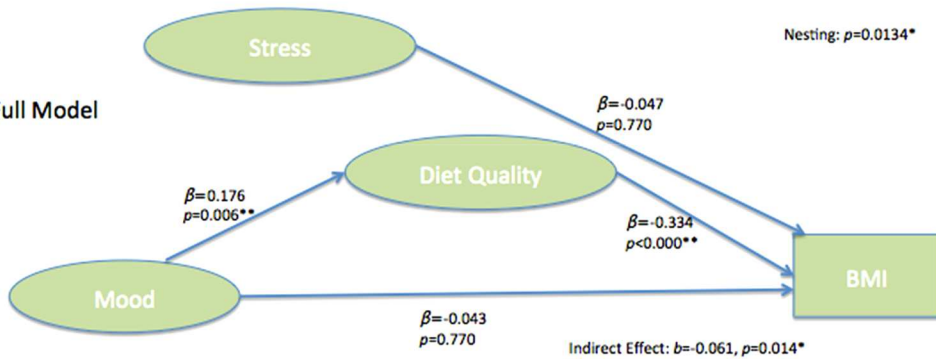 Stress
Nesting: p=0.0134*
ull Model
β=-0.047
p=0.770
Diet Quality
β=0.176
p=0.006**
β=-0.334
p<0.000**
BMI
Mood
β=-0.043
p=0.770
Indirect Effect: b=-0.061, p=0.014*